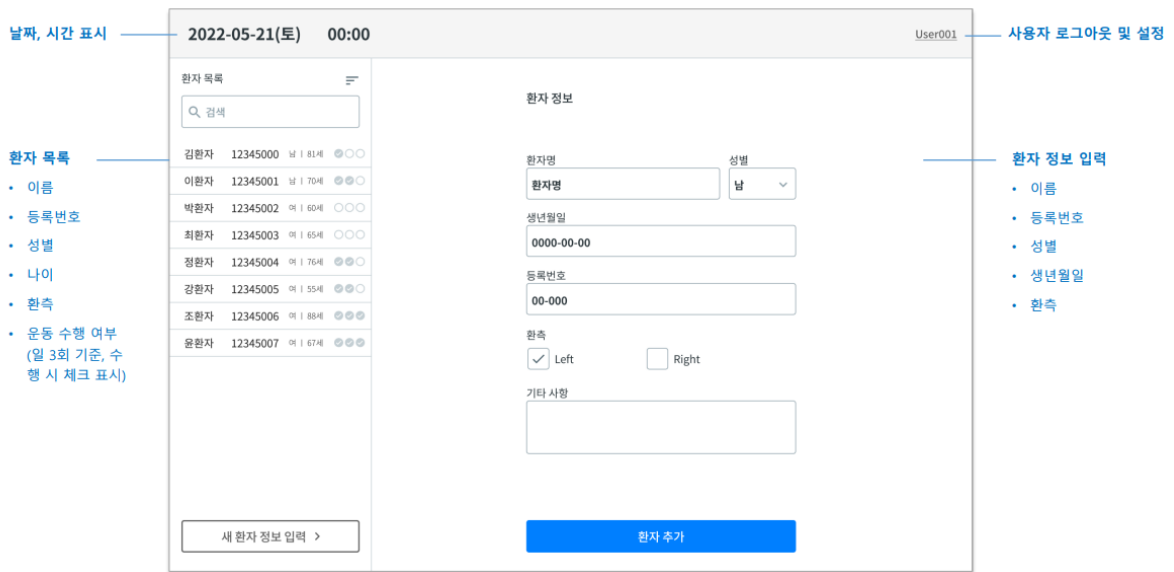 날짜, 시간 표시
2022-05-21(토) 00:00
User001
사용자 로그아웃 및 설정
환자 목록
검색
김환자 12345000 남 | 81세
이환자 12345001 남 | 70세
박환자 12345002 여 | 60세
최환자 12345003 여 | 65세
정환자 12345004 여 | 76세
강환자 12345005 여 | 55세
조환자 12345006 여 | 88세
윤환자 12345007 여 | 67세
새 환자 정보 입력 >
환자 목록
• 이름
• 등록번호
• 성별
• 나이
• 환측
• 운동 수행 여부
(일 3회 기준, 수
행 시 체크 표시)
환자 정보
환자명 성별
환자명 남
생년월일
0000-00-00
등록번호
00-000
환측
Left Right
기타 사항
환자 추가
환자 정보 입력
• 이름
• 등록번호
• 성별
• 생년월일
• 환측